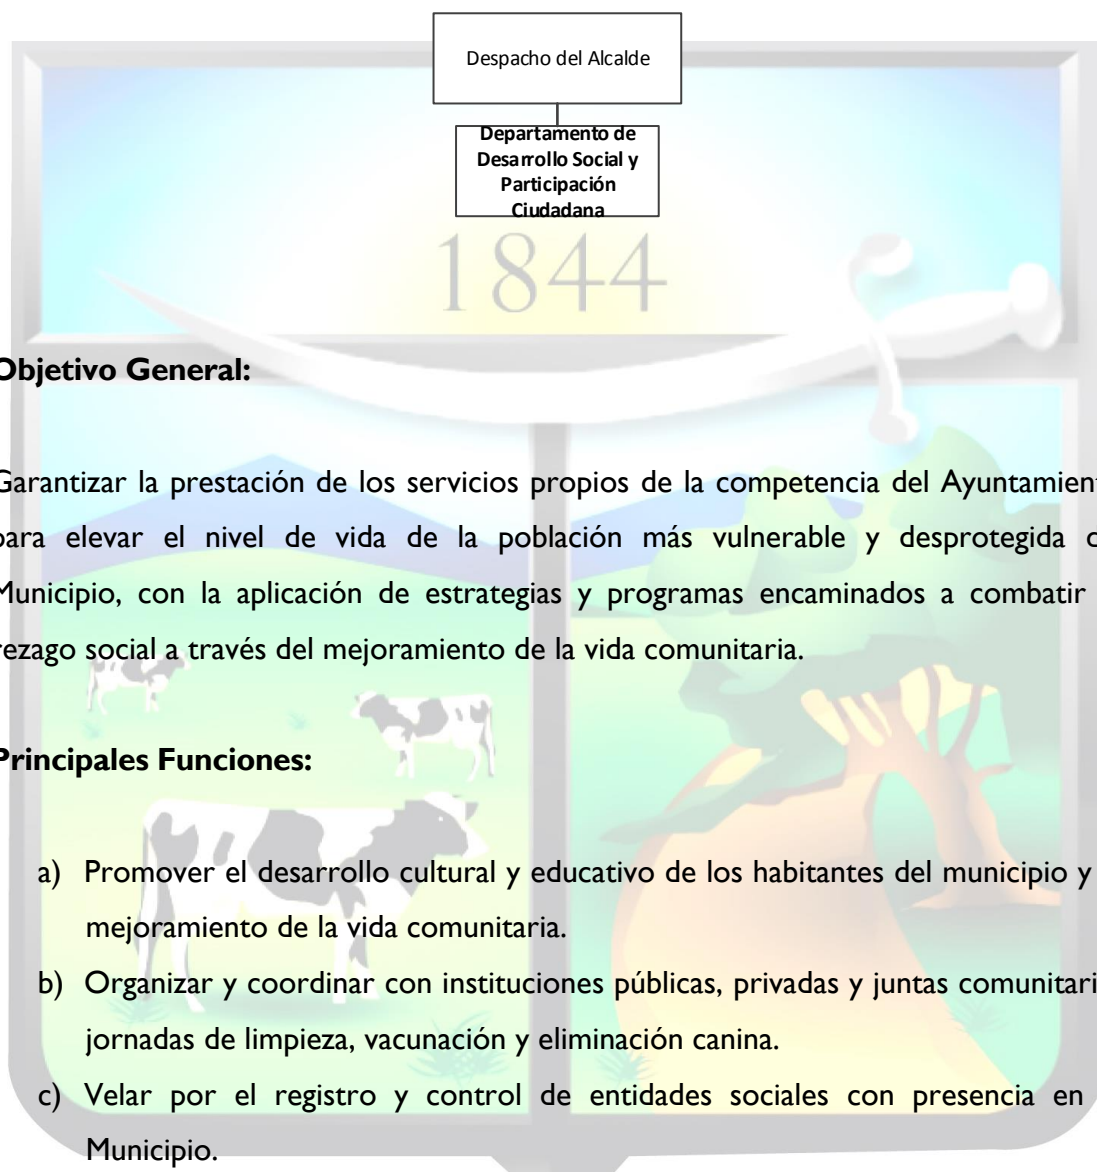 Despacho del Alcalde
Departamento de
Desarrollo Social y
Participación
Ciudadana
1844
Objetivo General:
Garantizar la prestación de los servicios propios de la competencia del Ayuntamient
para elevar el nivel de vida de la población más vulnerable y desprotegida d
Municipio, con la aplicación de estrategias y programas encaminados a combatir
rezago social a través del mejoramiento de la vida comunitaria.
Principales Funciones:
a) Promover el desarrollo cultural y educativo de los habitantes del municipio y
mejoramiento de la vida comunitaria.
b) Organizar y coordinar con instituciones públicas, privadas y juntas comunitari
jornadas de limpieza, vacunación y eliminación canina.
c) Velar por el registro y control de entidades sociales con presencia en
Municipio.